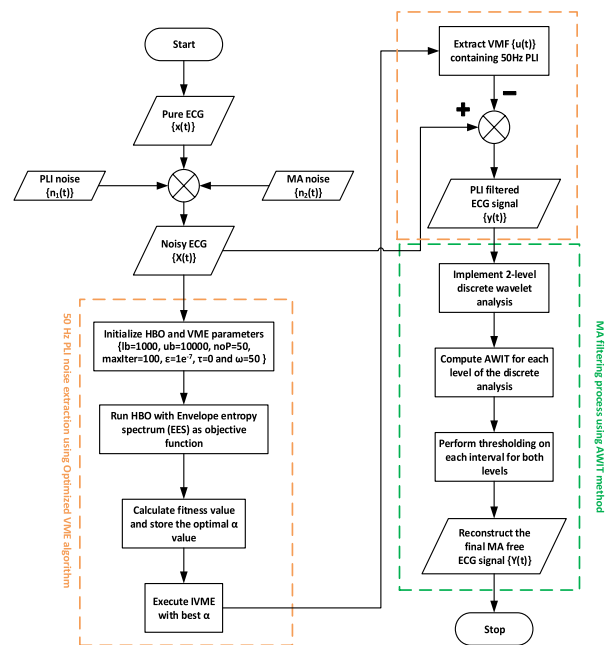 Start
Pure ECG
{x(t)}
PLI noise
{n₁(t)}
MA noise
{n₂(t)}
Noisy ECG
{X(t)}
50 Hz PLI noise extraction using Optimized VME algorithm
Initialize HBO and VME parameters
{lb=1000, ub=10000, noP=50,
maxIter=100, ε=1e⁻⁷, τ=0 and ω=50 }
Run HBO with Envelope entropy
spectrum (EES) as objective
function
Calculate fitness value
and store the optimal α
value
Execute IVME with
best α
Extract VMF {u(t)}
containing 50Hz PLI
+
−
PLI filtered
ECG signal
{y(t)}
MA filtering process using AWIT method
Implement 2-level
discrete wavelet
analysis
Compute AWIT for each
level of the discrete
analysis
Perform thresholding on
each interval for both
levels
Reconstruct the
final MA free
ECG signal {Y(t)}
Stop